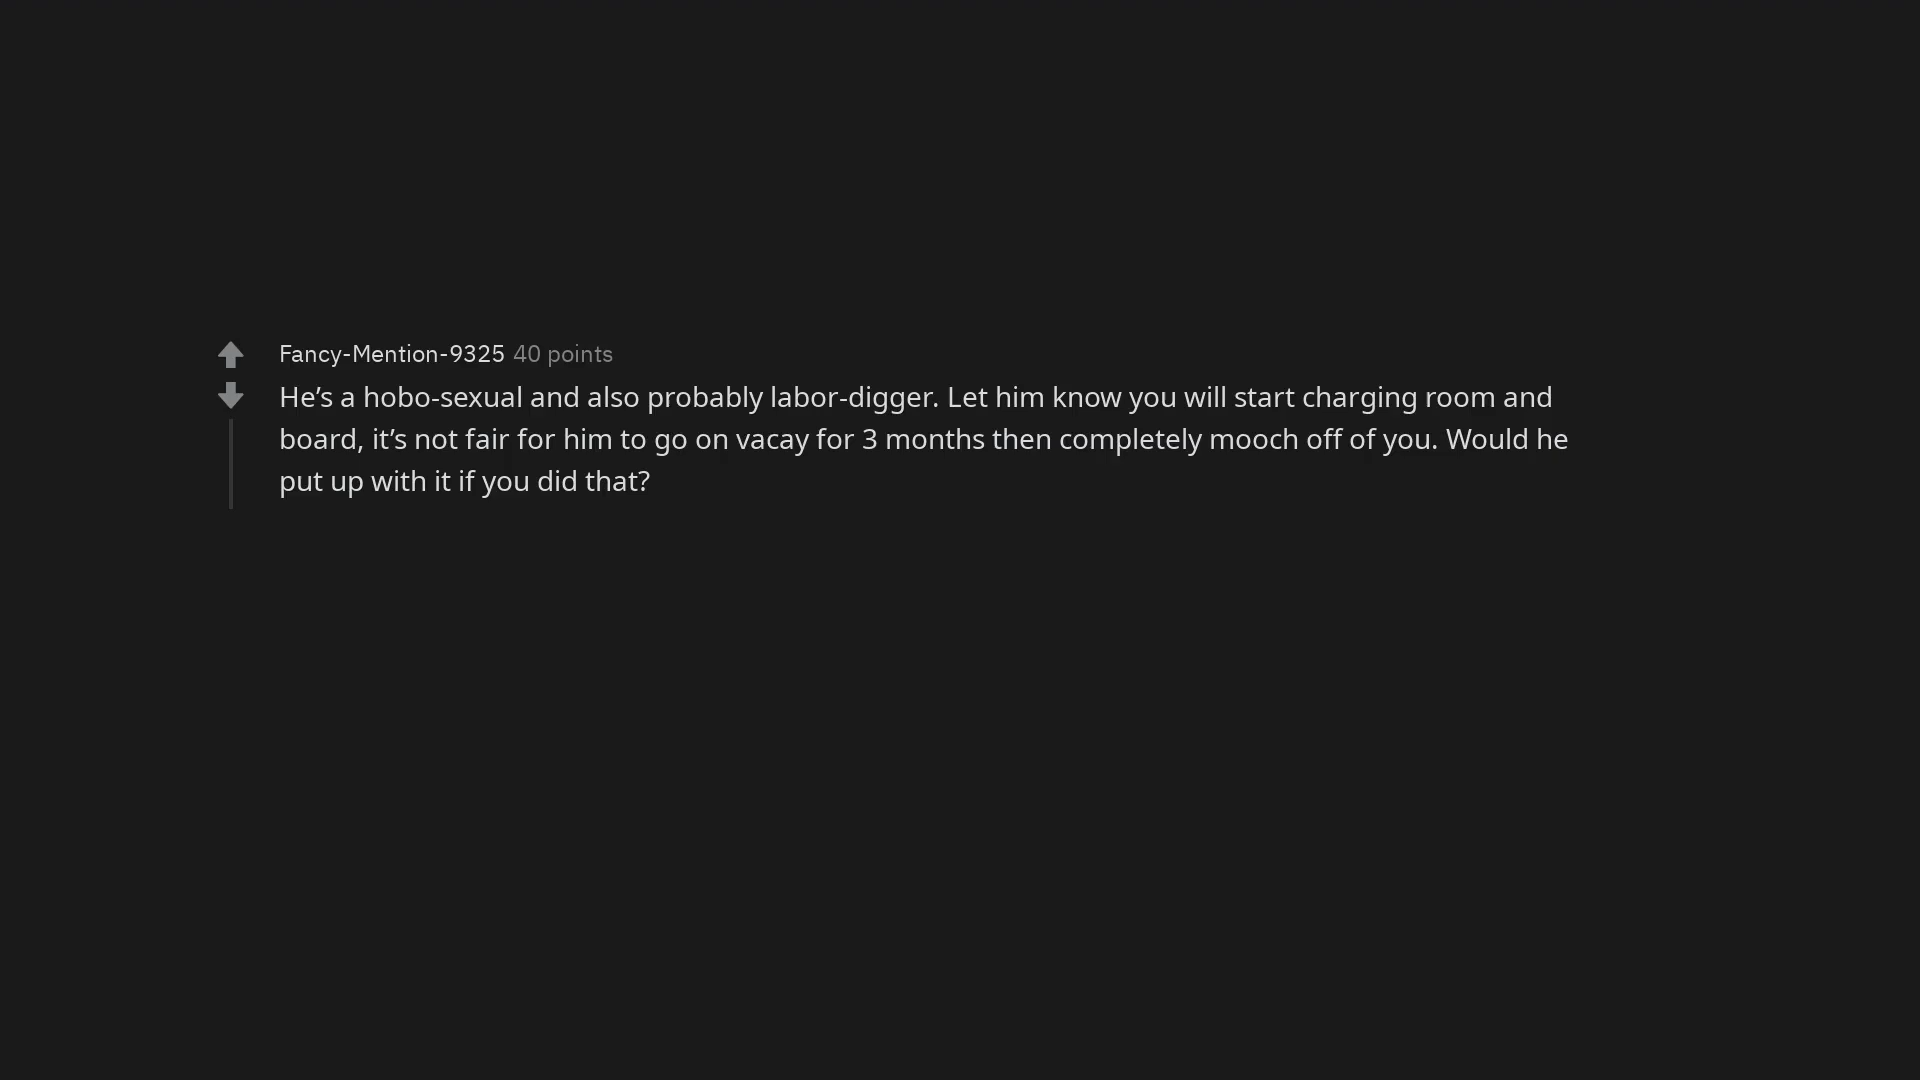 Fancy-Mention-9325 40 points
He’s a hobo-sexual and also probably labor-digger. Let him know you will start charging room and
board, it’s not fair for him to go on vacay for 3 months then completely mooch off of you. Would he
put up with it if you did that?